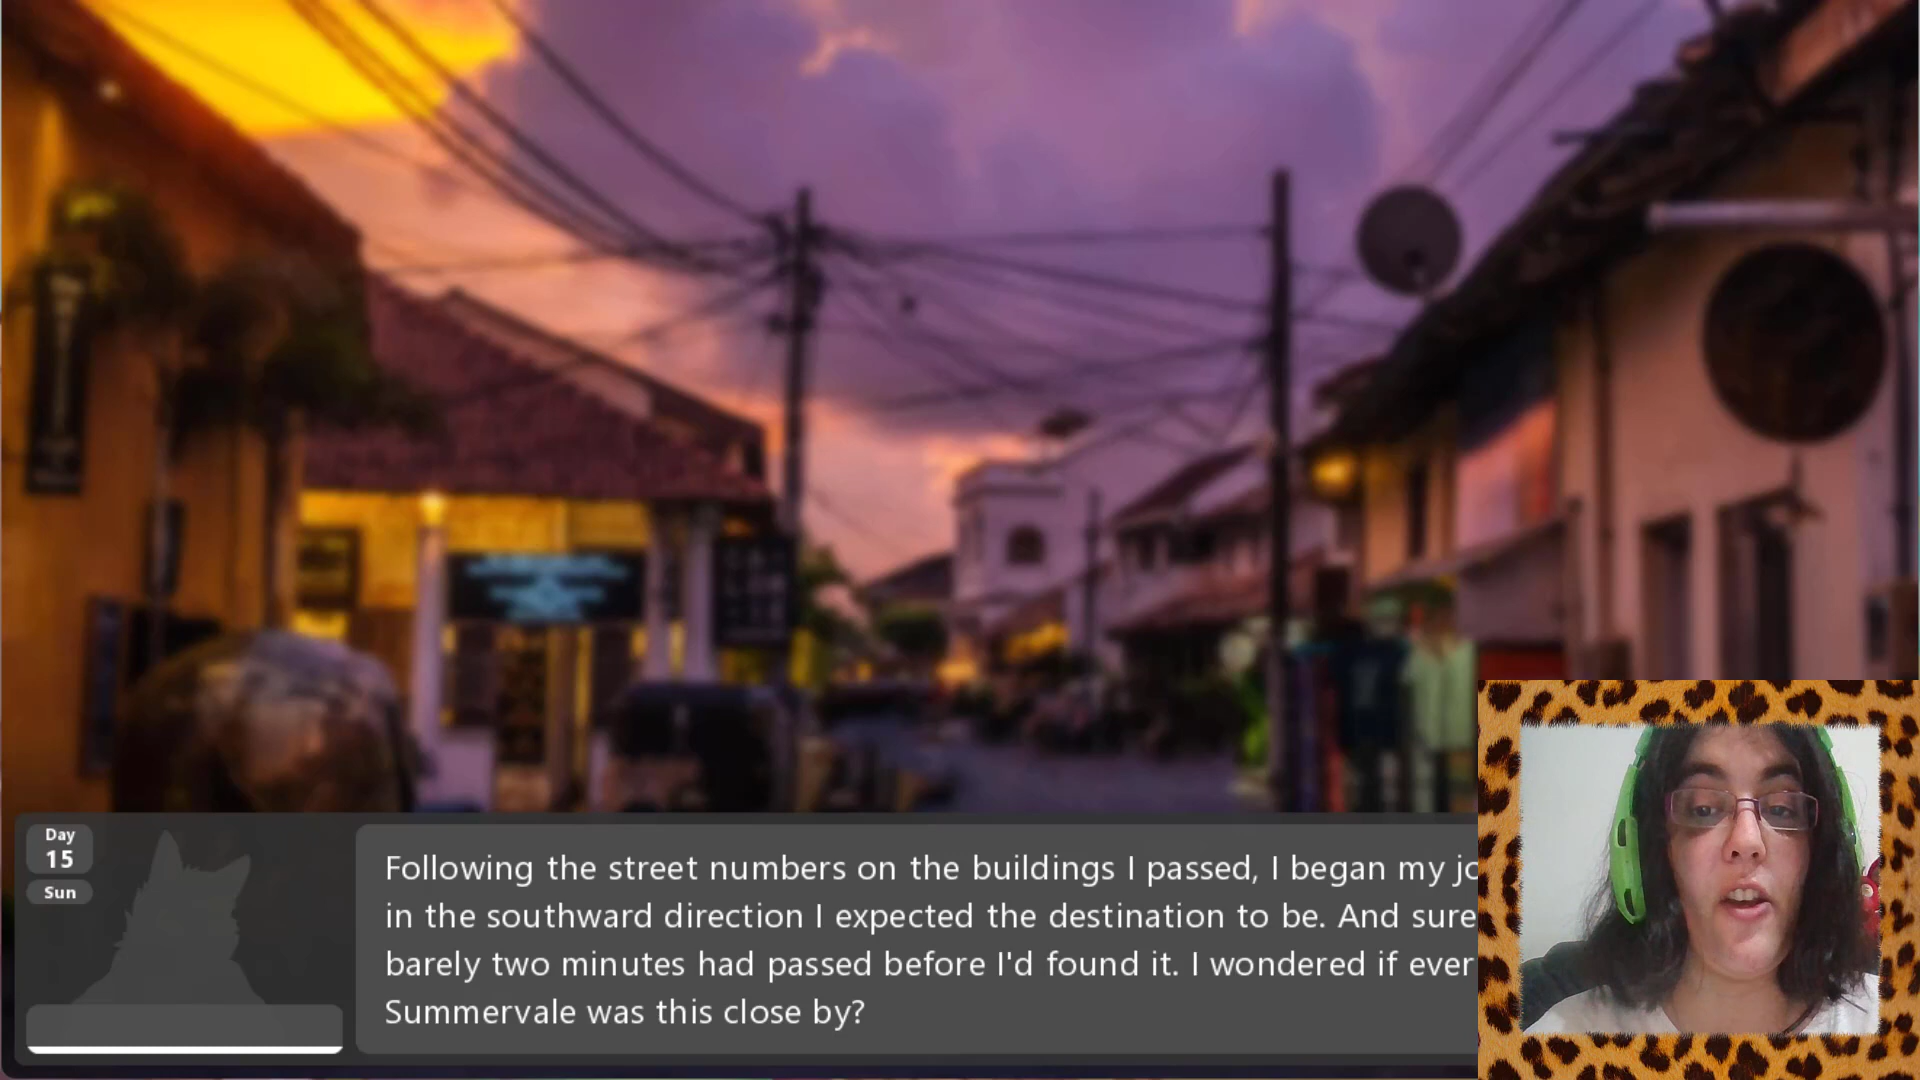 Day
15
Sun
Following the street numbers on the buildings I passed, I began my
in the southward direction I expected the destination to be. And sure
barely two minutes had passed before I'd found it. I wondered if
Summervale was this close by?